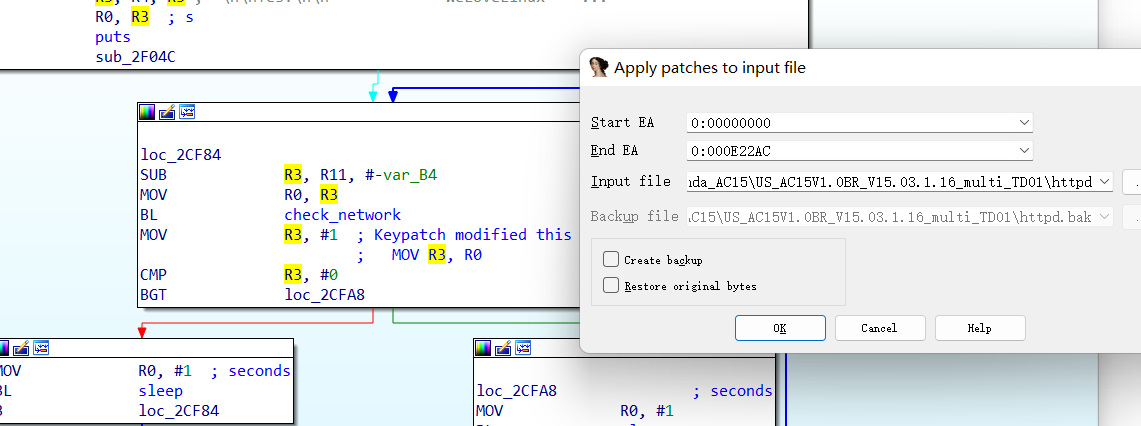 R0, R3 ; s
puts
sub_2F04C
loc_2CF84
SUB R3, R11, #-var_B4
MOV R0, R3
BL check_network
MOV R3, #1 ; Keypatch modified this
; MOV R3, R0
CMP R3, #0
BGT loc_2CFA8
MOV R0, #1 ; seconds
BL sleep
loc_2CF84
loc_2CFA8 ; seconds
MOV R0, #1
Apply patches to input file
Start EA 0:00000000
End EA 0:000E22AC
Input file ıda_AC15\US_AC15V1.0BR_V15.03.1.16_multi_TD01\httpd
Backup file .C15\US_AC15V1.0BR_V15.03.1.16_multi_TD01\httpd.bak
Create backup
Restore original bytes
OK Cancel Help